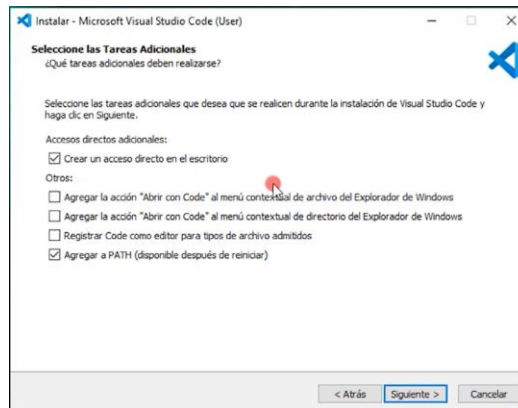 Instalar - Microsoft Visual Studio Code (User)
Seleccione las Tareas Adicionales
¿Qué tareas adicionales deben realizarse?
Seleccione las tareas adicionales que desea que se realicen durante la instalación de Visual Studio Code y
haga clic en Siguiente.
Accesos directos adicionales:
Crear un acceso directo en el escritorio
Otros:
Agregar la acción "Abrir con Code" al menú contextual de archivo del Explorador de Windows
Agregar la acción "Abrir con Code" al menú contextual de directorio del Explorador de Windows
Registrar Code como editor para tipos de archivo admitidos
Agregar a PATH (disponible después de reiniciar)
< Atrás Siguiente > Cancelar